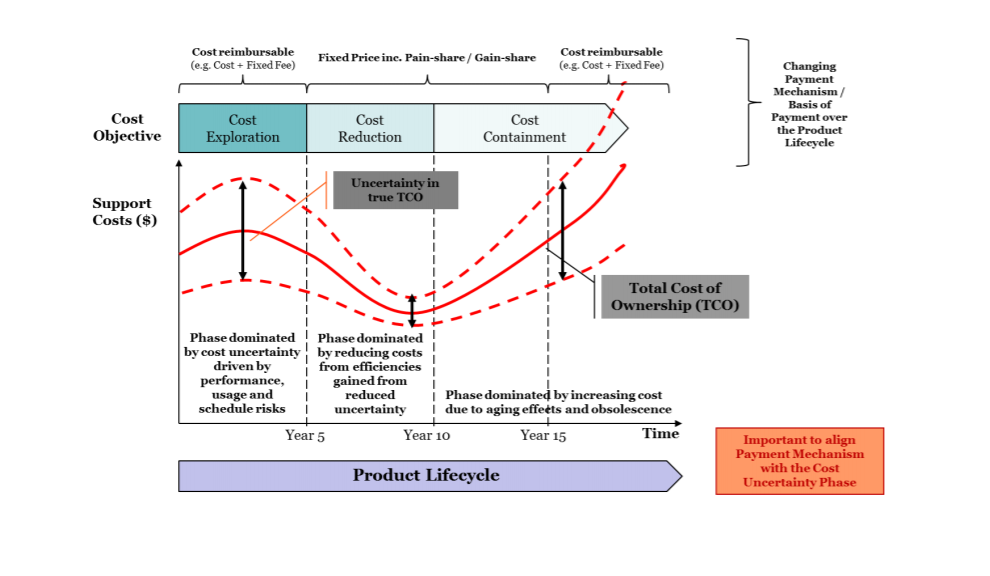 Cost reimbursable
(e.g. Cost + Fixed Fee)
Fixed Price inc. Pain-share / Gain-share
Cost reimbursable
(e.g. Cost + Fixed Fee)
Changing
Payment
Mechanism /
Basis of
Payment over
the Product
Lifecycle
Cost
Objective
Cost
Exploration
Cost
Reduction
Cost
Containment
Support
Costs ($)
Uncertainty in
true TCO
Total Cost of
Ownership (TCO)
Phase dominated
by cost uncertainty
driven by
performance,
usage and
schedule risks
Phase dominated
by reducing costs
from efficiencies
gained from
reduced
uncertainty
Phase dominated by increasing cost
due to aging effects and obsolescence
Year 5
Year 10
Year 15
Time
Important to align
Payment Mechanism
with the Cost
Uncertainty Phase
Product Lifecycle